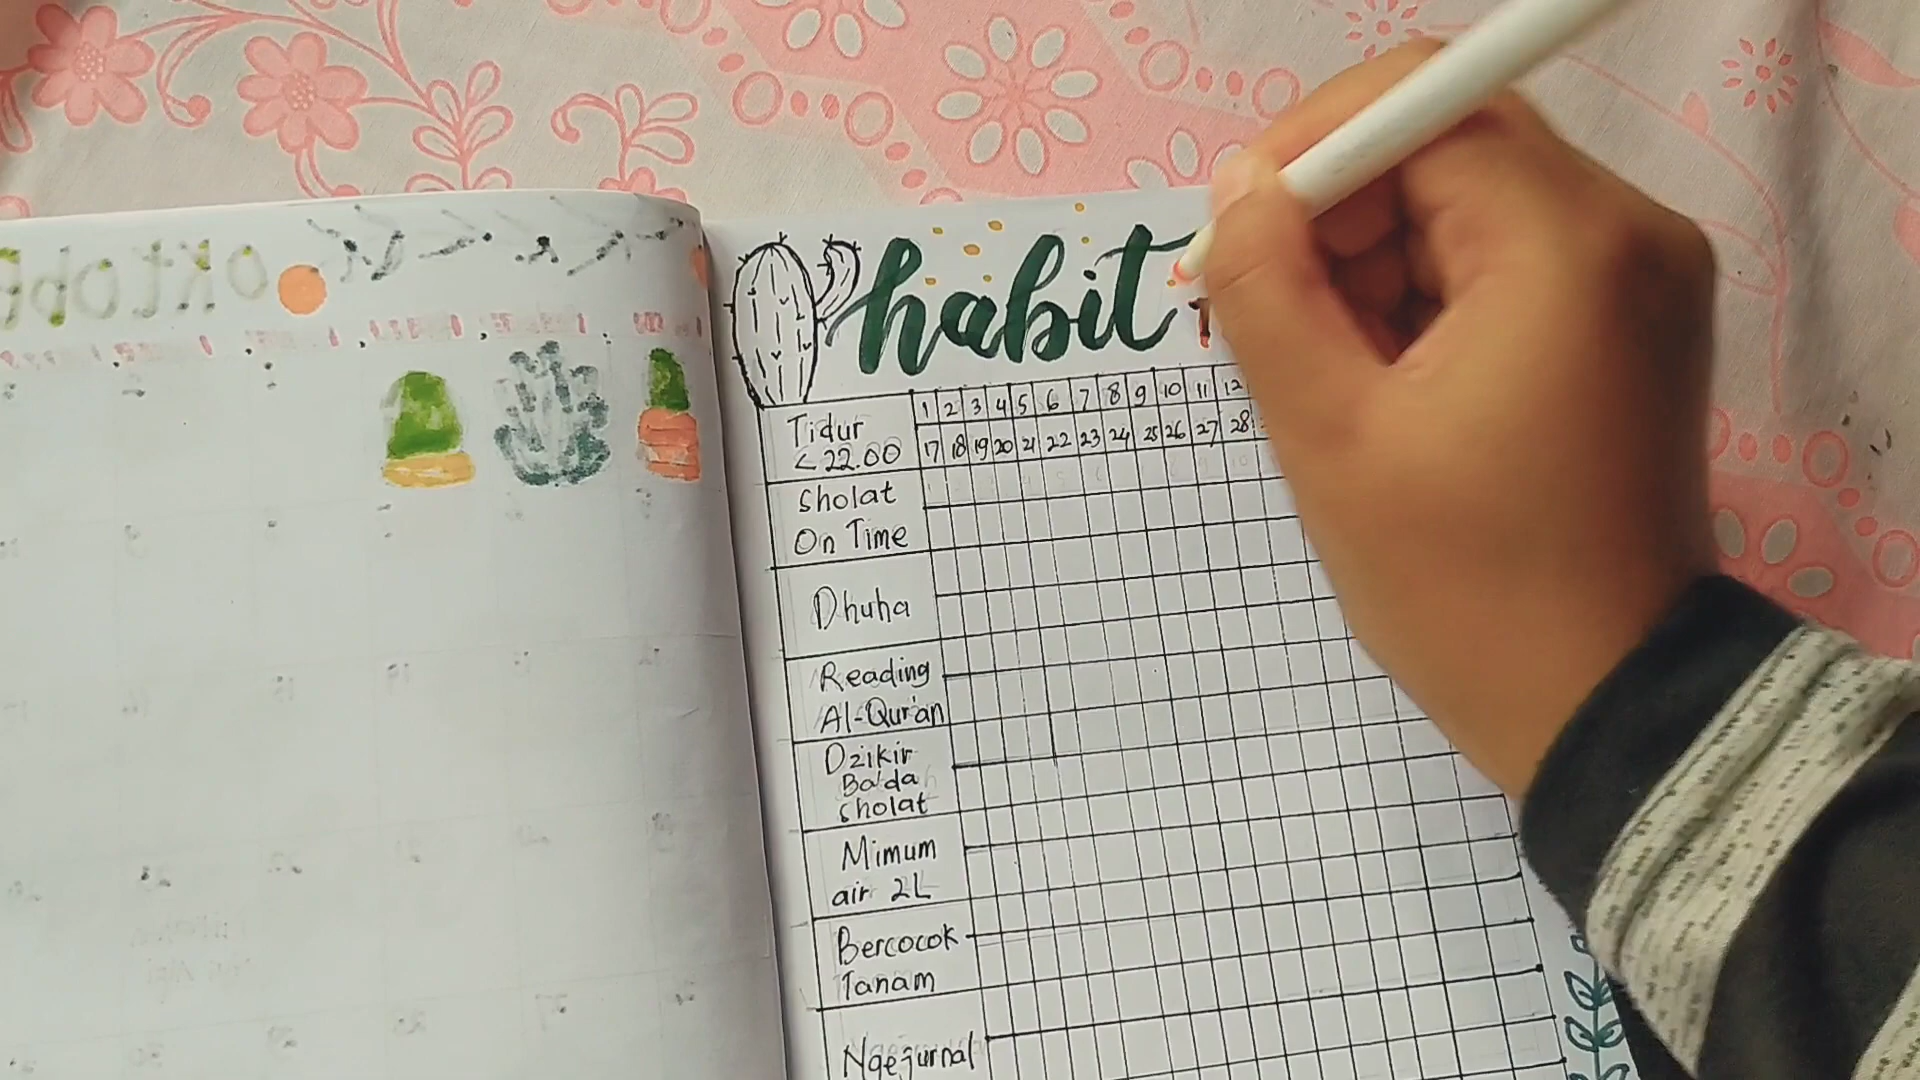 habit
1 2 3 4 5 6 7 8 9 10 11 12
17 18 19 20 21 22 23 24 25 26 27 28
Tidur
< 22.00
Sholat
On Time
Dhuha
Reading
Al-Qur'an
Dzikir
Ba'da
Sholat
Mimum
air 2L
Bercocok
Tanam
Ngejurnal